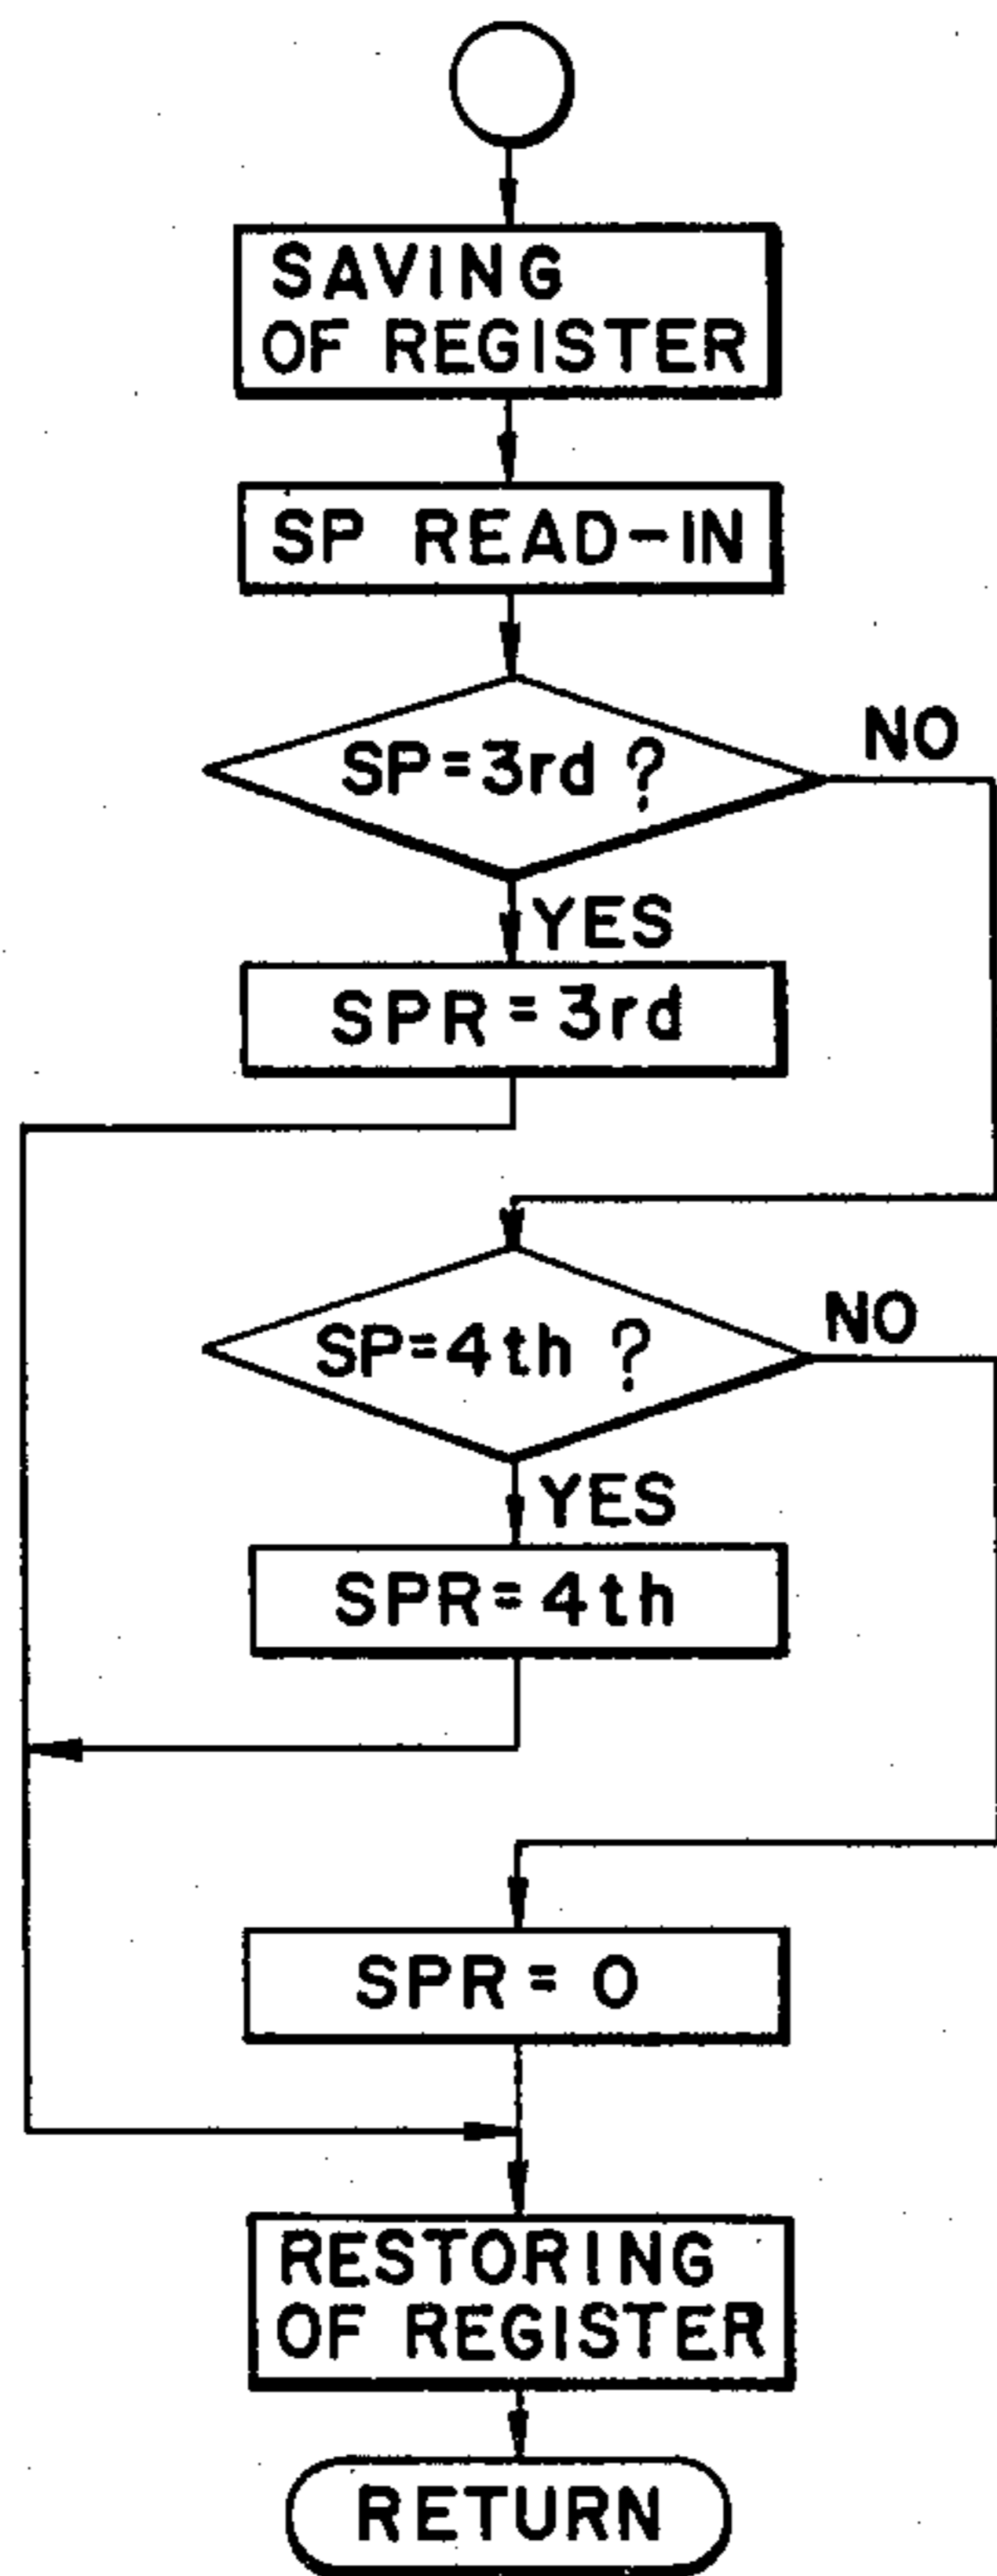 SAVING
OF REGISTER
SP READ-IN
SP=3rd ?
NO
YES
SPR=3rd
SP=4th ?
NO
YES
SPR=4th
SPR=0
RESTORING
OF REGISTER
RETURN